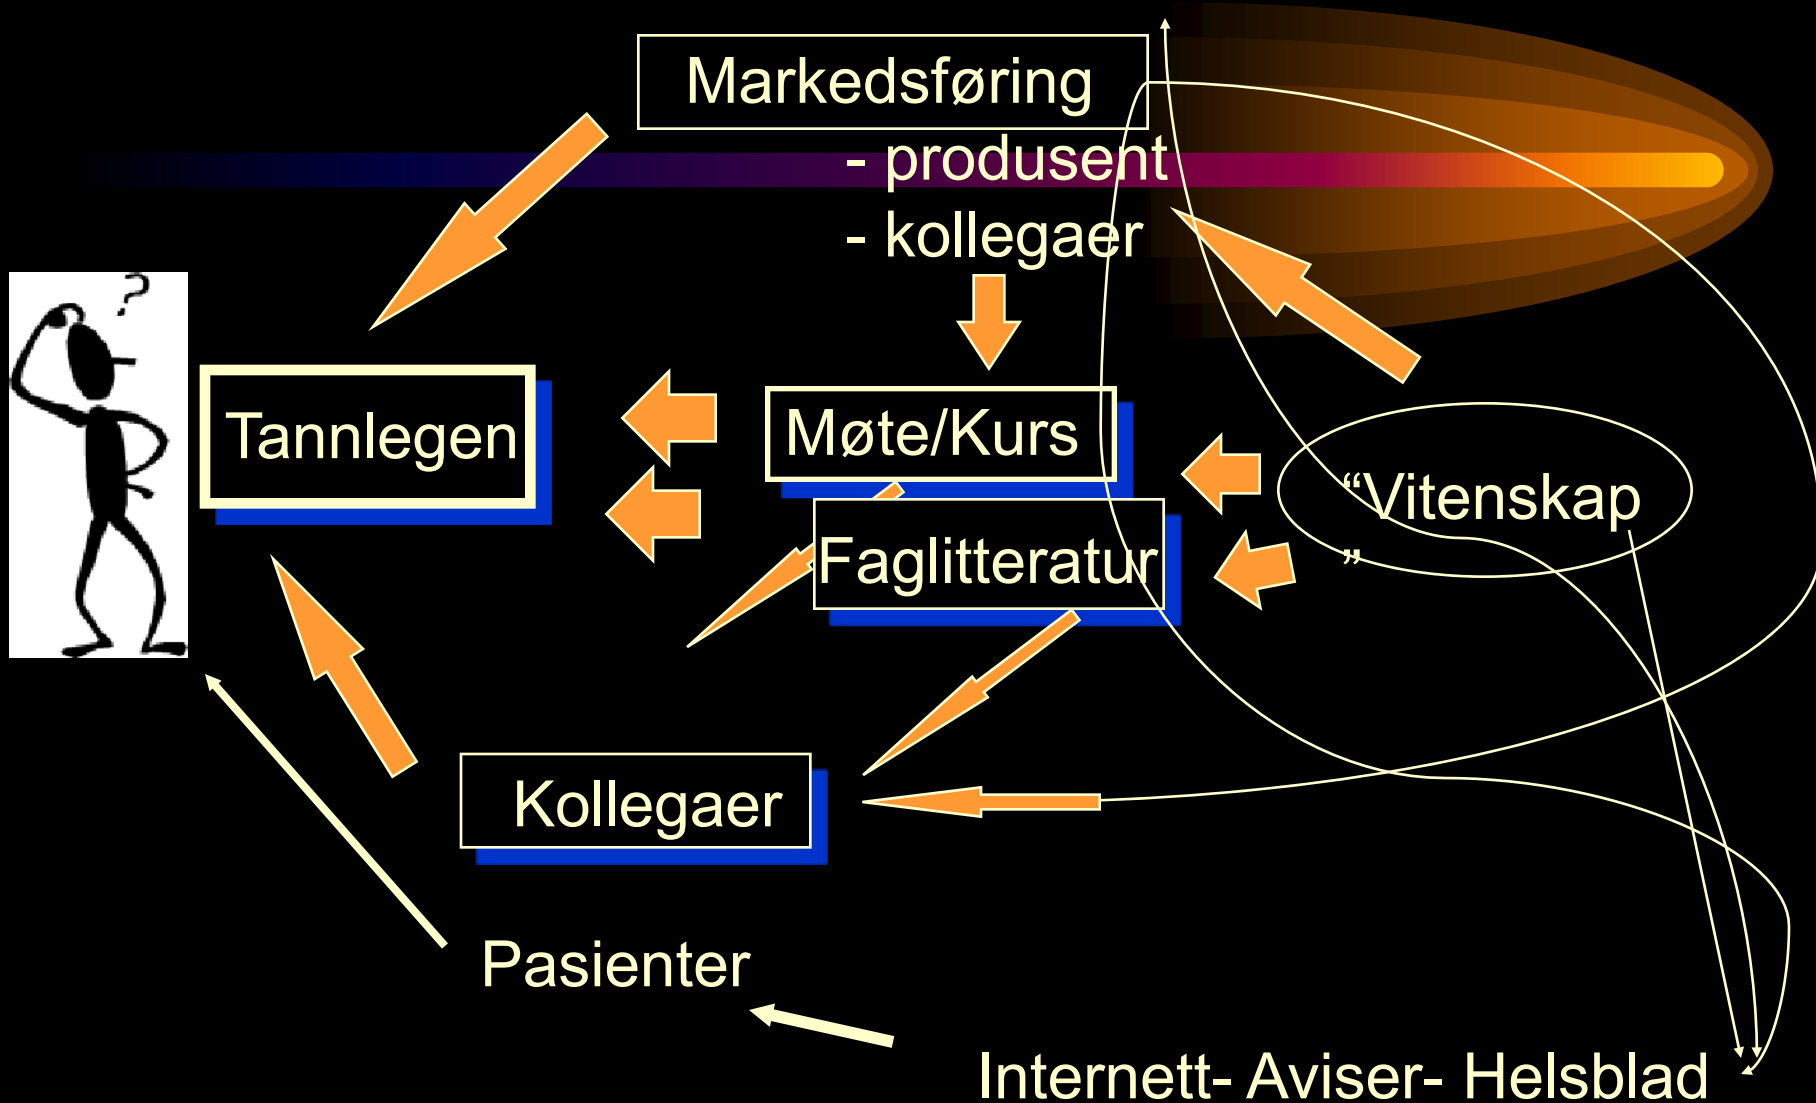 Markedsføring
- produsent
- kollegaer
?
Tannlegen
Møte/Kurs
Faglitteratur
“Vitenskap
”
Kollegaer
Pasienter
Internett- Aviser- Helsblad